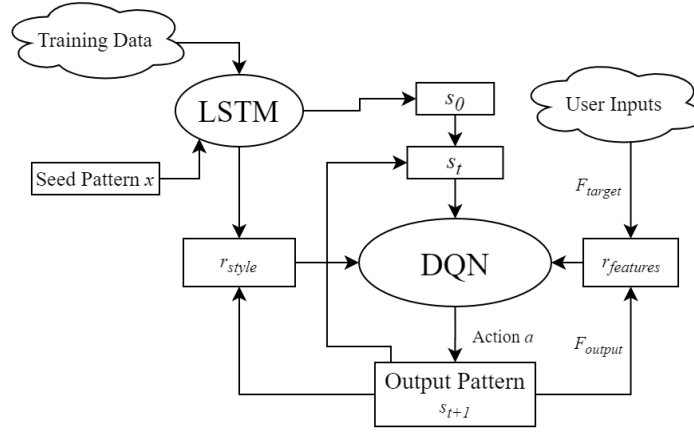 Training Data
LSTM
s0
User Inputs
Seed Pattern x
st
Ftarget
rstyle
DQN
rfeatures
Action a
Foutput
Output Pattern
st+1